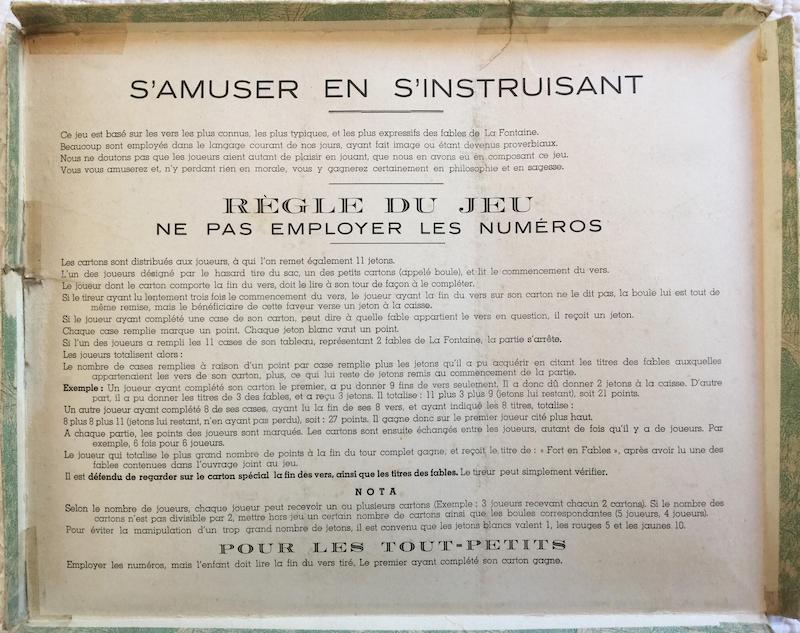 S'AMUSER EN S'INSTRUISANT
Ce jeu est basé sur les vers les plus connus, les plus typiques, et les plus expressifs des fables de La Fontaine.
Beaucoup sont employés dans le langage courant de nos jours, ayant fait image ou étant devenus proverbiaux.
Nous ne doutons pas que les joueurs aient autant de plaisir en jouant, que nous en avons eu en composant ce jeu.
Vous vous amuserez et, n'y perdant rien en morale, vous y gagnerez certainement en philosophie et en sagesse.
RÈGLE DU JEU
NE PAS EMPLOYER LES NUMÉROS
Les cartons sont distribués aux joueurs, à qui l'on remet également 11 jetons.
L'un des joueurs désigné par le hasard tire du sac, un des petits cartons (appelé boule), et lit le commencement du vers.
Le joueur dont le carton comporte la fin du vers, doit le lire à son tour de façon à le compléter.
Si le tireur ayant lu lentement trois fois le commencement du vers, le joueur ayant la fin du vers sur son carton ne le dit pas, la boule lui est tout de
même remise, mais le bénéficiaire de cette faveur verse un jeton à la caisse.
Si le joueur ayant complété une case de son carton, peut dire à quelle fable appartient le vers en question, il reçoit un jeton.
Chaque case remplie marque un point. Chaque jeton blanc vaut un point.
Si l'un des joueurs a rempli les 11 cases de son tableau, représentant 2 fables de La Fontaine, la partie s'arrête.
Les joueurs totalisent alors :
Le nombre de cases remplies à raison d'un point par case remplie plus les jetons qu'il a pu acquérir en citant les titres des fables auxquelles
appartenaient les vers de son carton, plus, ce qui lui reste de jetons remis au commencement de la partie.
Exemple : Un joueur ayant complété son carton le premier, a pu donner 9 fins de vers seulement. Il a donc dû donner 2 jetons à la caisse. D'autre
part, il a pu donner les titres de 3 des fables, et a reçu 3 jetons. Il totalise : 11 plus 3 plus 9 (jetons lui restant), soit 21 points.
Un autre joueur ayant complété 8 de ses cases, ayant lu la fin de ses 8 vers, et ayant indiqué les 8 titres, totalise :
8 plus 8 plus 11 (jetons lui restant, n'en ayant pas perdu), soit : 27 points. Il gagne donc sur le premier joueur cité plus haut.
A chaque partie, les points des joueurs sont marqués. Les cartons sont ensuite échangés entre les joueurs, autant de fois qu'il y a de joueurs. Par
exemple, 6 fois pour 6 joueurs.
Le joueur qui totalise le plus grand nombre de points à la fin du tour complet gagne, et reçoit le titre de : « Fort en Fables », après avoir lu une des
fables contenues dans l'ouvrage joint au jeu.
Il est défendu de regarder sur le carton spécial la fin des vers, ainsi que les titres des fables. Le tireur peut simplement vérifier.
NOTA
Selon le nombre de joueurs, chaque joueur peut recevoir un ou plusieurs cartons (Exemple : 3 joueurs recevant chacun 2 cartons). Si le nombre des
cartons n'est pas divisible par 2, mettre hors jeu un certain nombre de cartons ainsi que les boules correspondantes (5 joueurs, 4 joueurs).
Pour éviter la manipulation d'un trop grand nombre de jetons, il est convenu que les jetons blancs valent 1, les rouges 5 et les jaunes 10.
POUR LES TOUT-PETITS
Employer les numéros, mais l'enfant doit lire la fin du vers tiré. Le premier ayant complété son carton gagne.